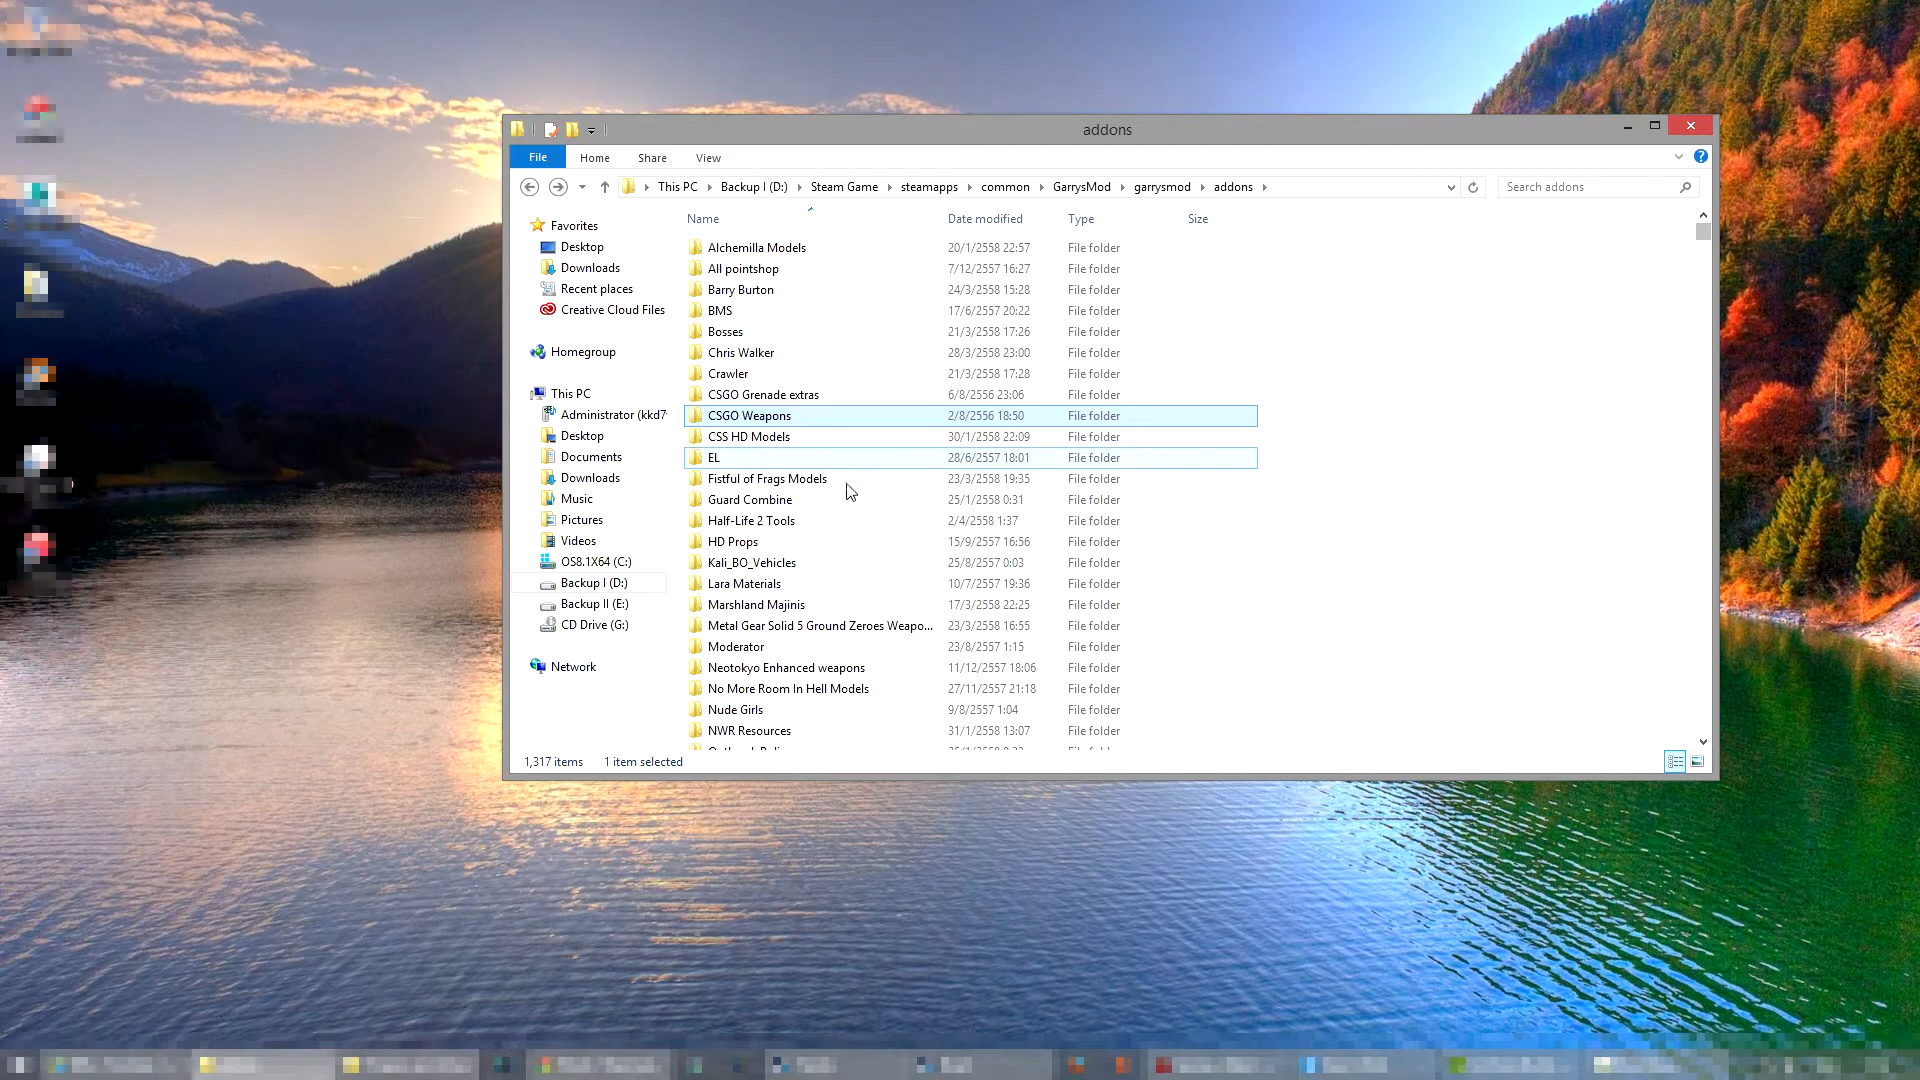 addons
File Home Share View
This PC Backup I (D:) Steam Game steamapps common GarrysMod garrysmod addons Search addons
Name Date modified Type Size
Favorites
Desktop
Downloads
Recent places
Creative Cloud Files
Homegroup
This PC
Administrator (kkd7
Desktop
Documents
Downloads
Music
Pictures
Videos
OS8.1X64 (C:)
Backup I (D:)
Backup II (E:)
CD Drive (G:)
Network
Alchemilla Models 20/1/2558 22:57 File folder
All pointshop 7/12/2557 16:27 File folder
Barry Burton 24/3/2558 15:28 File folder
BMS 17/6/2557 20:22 File folder
Bosses 21/3/2558 17:26 File folder
Chris Walker 28/3/2558 23:00 File folder
Crawler 21/3/2558 17:28 File folder
CSGO Grenade extras 6/8/2556 23:06 File folder
CSGO Weapons 2/8/2556 18:50 File folder
CSS HD Models 30/1/2558 22:09 File folder
EL 28/6/2557 18:01 File folder
Fistful of Frags Models 23/3/2558 19:35 File folder
Guard Combine 25/1/2558 0:31 File folder
Half-Life 2 Tools 2/4/2558 1:37 File folder
HD Props 15/9/2557 16:56 File folder
Kali_BO_Vehicles 25/8/2557 0:03 File folder
Lara Materials 10/7/2557 19:36 File folder
Marshland Majinis 17/3/2558 22:25 File folder
Metal Gear Solid 5 Ground Zeroes Weapo... 23/3/2558 16:55 File folder
Moderator 23/8/2557 1:15 File folder
Neotokyo Enhanced weapons 11/12/2557 18:06 File folder
No More Room In Hell Models 27/11/2557 21:18 File folder
Nude Girls 9/8/2557 1:04 File folder
NWR Resources 31/1/2558 13:07 File folder
1,317 items 1 item selected